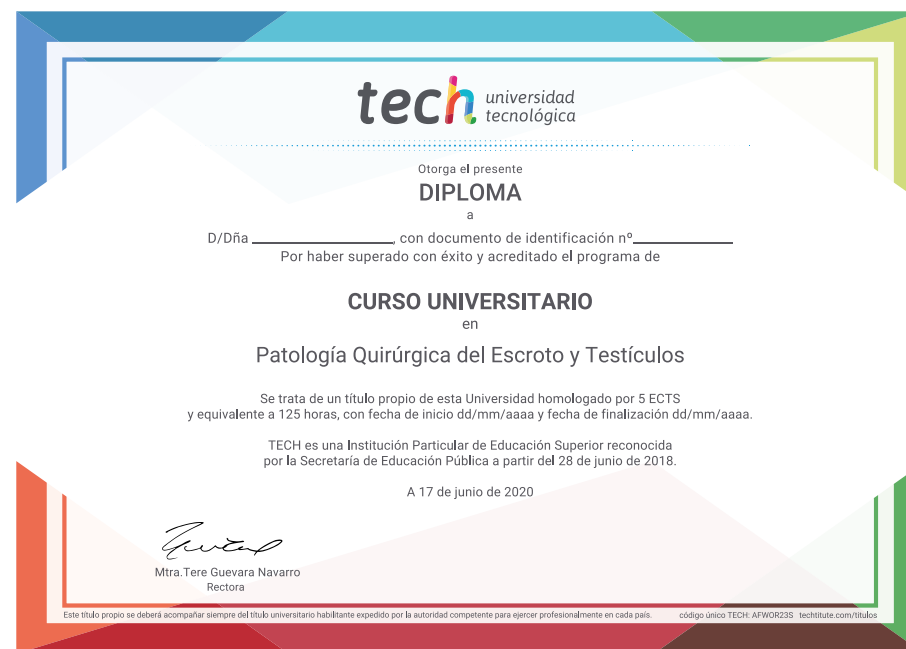 tech universidad
tecnológica
Otorga el presente
DIPLOMA
a
D/Dña ____________________, con documento de identificación nº______________
Por haber superado con éxito y acreditado el programa de
CURSO UNIVERSITARIO
en
Patología Quirúrgica del Escroto y Testículos
Se trata de un título propio de esta Universidad homologado por 5 ECTS
y equivalente a 125 horas, con fecha de inicio dd/mm/aaaa y fecha de finalización dd/mm/aaaa.
TECH es una Institución Particular de Educación Superior reconocida
por la Secretaría de Educación Pública a partir del 28 de junio de 2018.
A 17 de junio de 2020
Mtra.Tere Guevara Navarro
Rectora
Este título propio se deberá acompañar siempre del título universitario habilitante expedido por la autoridad competente para ejercer profesionalmente en cada país. código único TECH: AFWOR23S techtitute.com/titulos